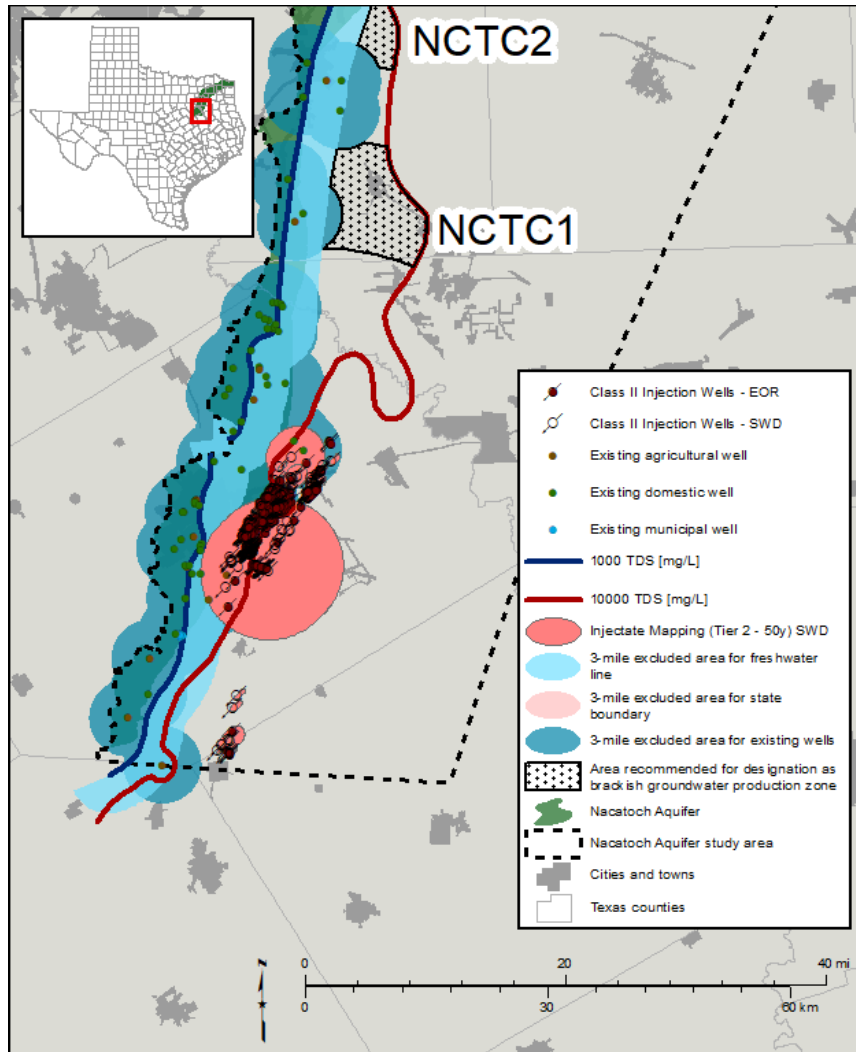 NCTC2
NCTC1
Class II Injection Wells - EOR
Class II Injection Wells - SWD
Existing agricultural well
Existing domestic well
Existing municipal well
1000 TDS [mg/L]
10000 TDS [mg/L]
Injectate Mapping (Tier 2 - 50y) SWD
3-mile excluded area for freshwater
line
3-mile excluded area for state
boundary
3-mile excluded area for existing wells
Area recommended for designation as
brackish groundwater production zone
Nacatoch Aquifer
Nacatoch Aquifer study area
Cities and towns
Texas counties
N
0 20 40 mi
0 30 60 km